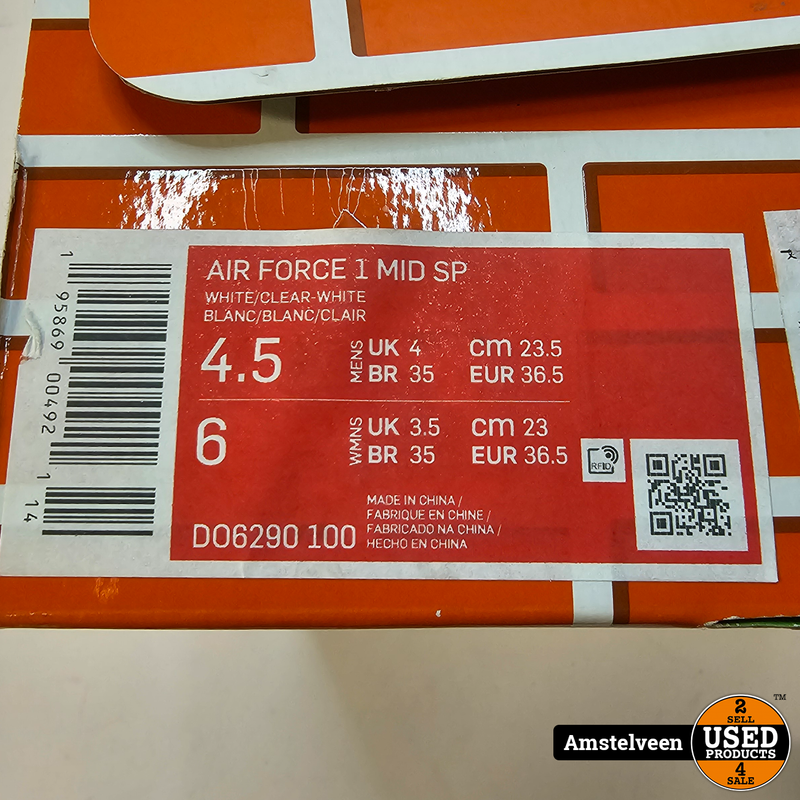 AIR FORCE 1 MID SP
WHITE/CLEAR-WHITE
BLANC/BLANC/CLAIR
4.5 MENS UK 4 cm 23.5
BR 35 EUR 36.5
6 WMNS UK 3.5 cm 23
BR 35 EUR 36.5
RFID
MADE IN CHINA /
FABRIQUE EN CHINE /
FABRICADO NA CHINA /
HECHO EN CHINA
DO6290 100
1 95869 00492 1 14
Amstelveen
2
SELL
USED
PRODUCTS
4
SALE
TM